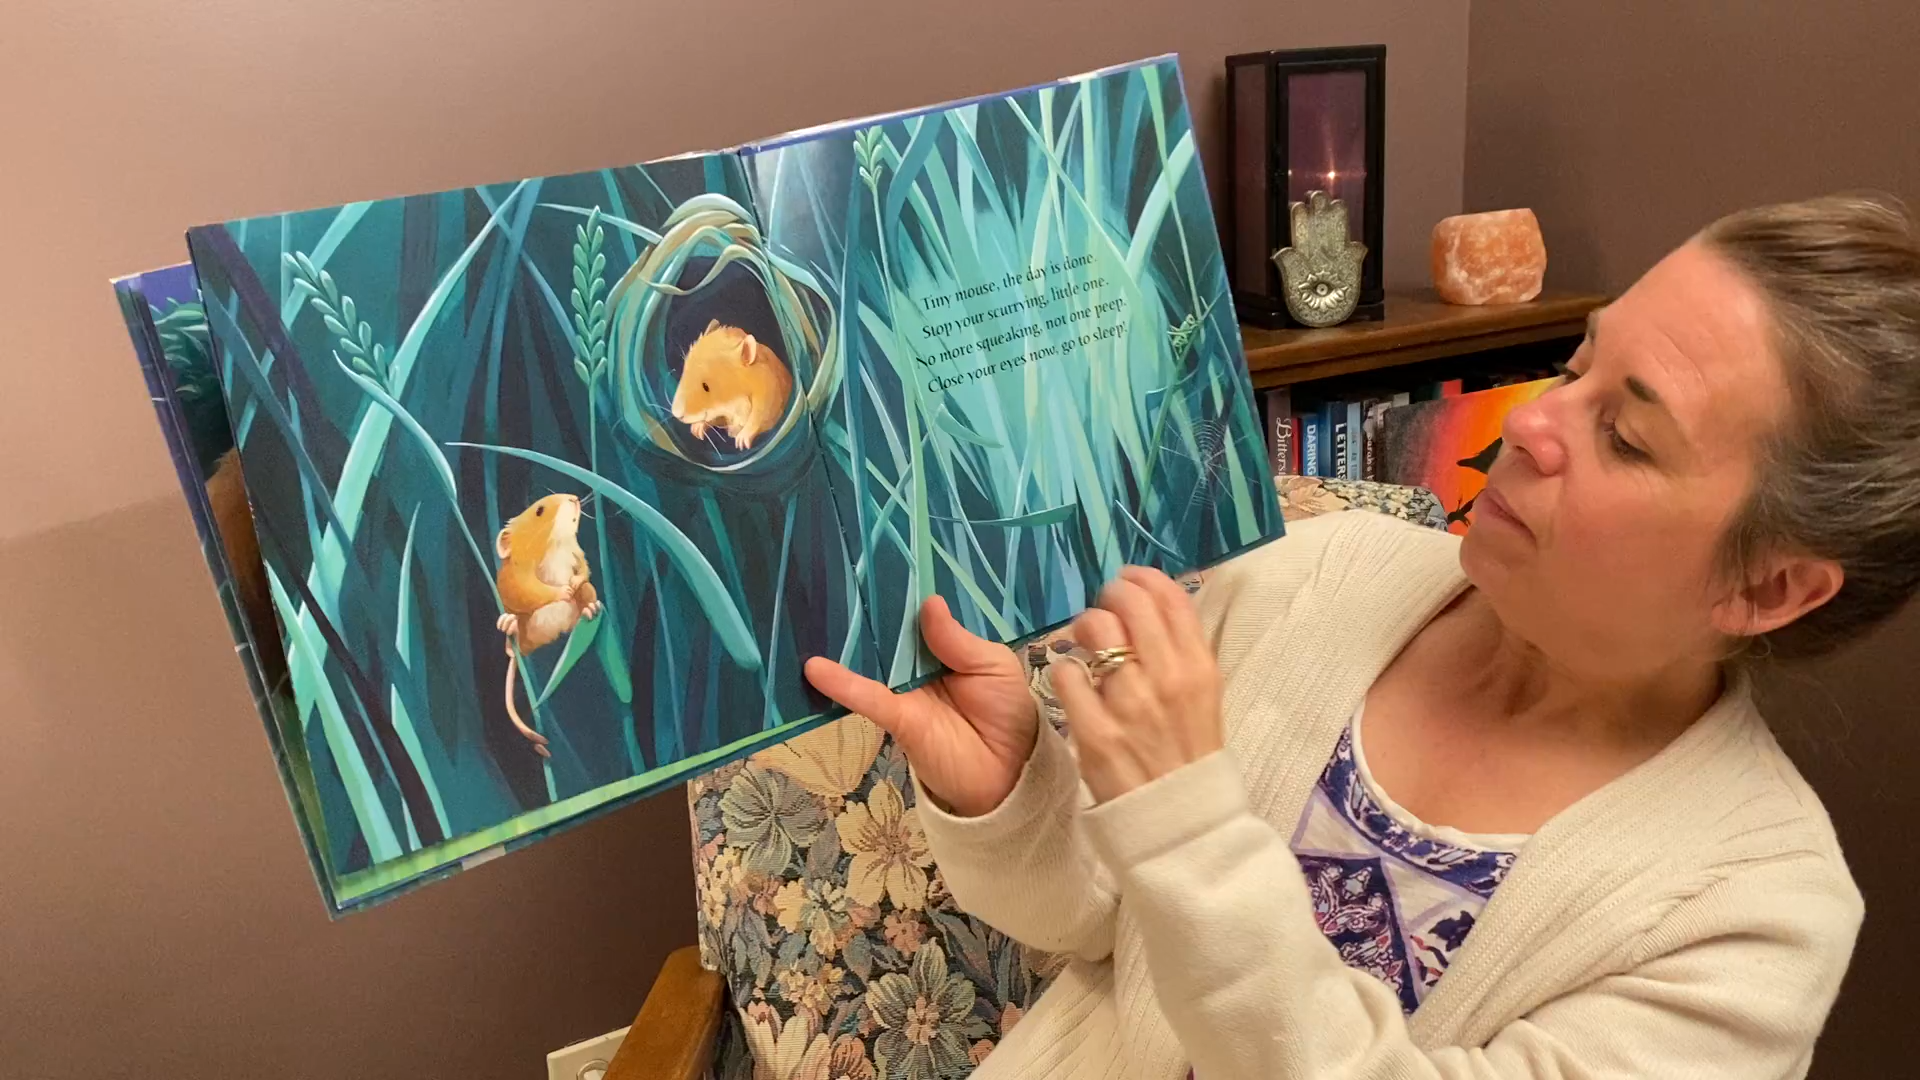 Tiny mouse, the day is done.
Stop your scurrying, little one.
No more squeaking, not one peep.
Close your eyes now, go to sleep!
DARING